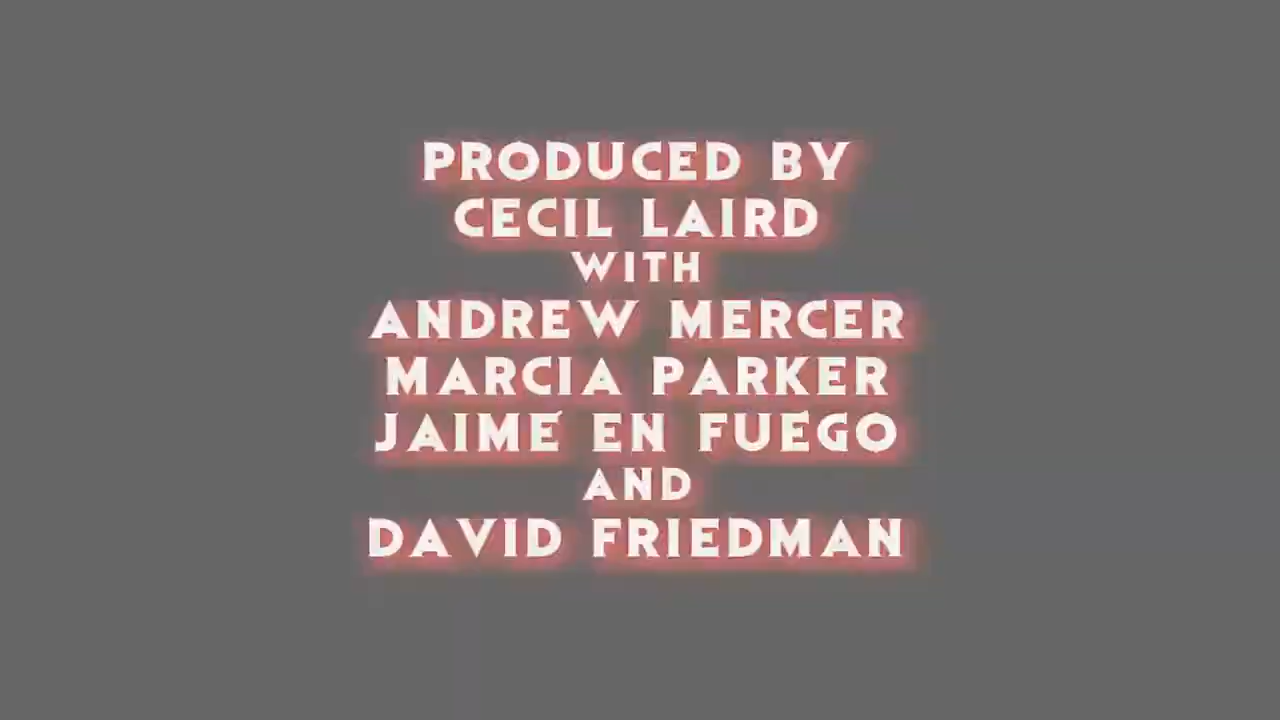 PRODUCED BY
CECIL LAIRD
WITH
ANDREW MERCER
MARCIA PARKER
JAIME EN FUEGO
AND
DAVID FRIEDMAN